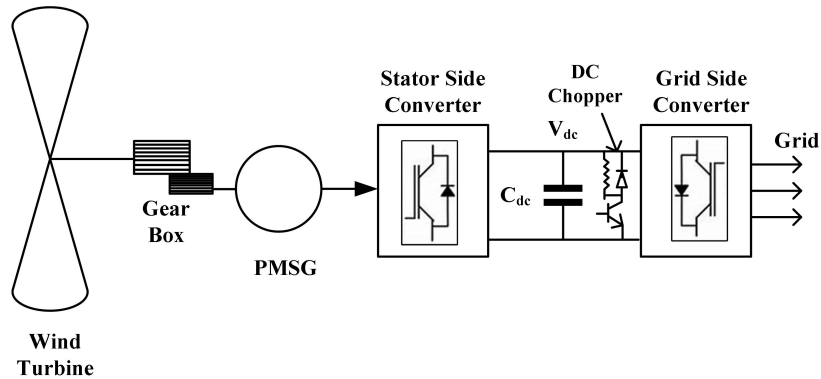 Stator Side
Converter
DC
Chopper
Grid Side
Converter
V_dc
Grid
C_dc
Gear
Box
PMSG
Wind
Turbine